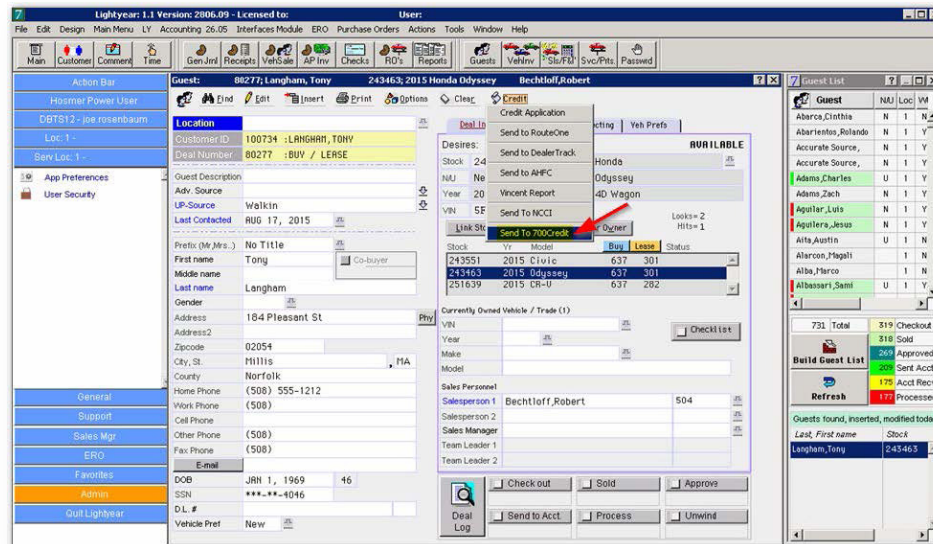 Lightyear: 1.1 Version: 2806.09 - Licensed to: User:
File Edit Design Main Menu LY Accounting 26.05 Interfaces Module ERO Purchase Orders Actions Tools Window Help
Main Customer Comment Time Gen Jrnl Receipts VehSale AP Inv Checks RO's Reports Guests VehInv Sls/F&I Svc/Pits. Passwd
Action Bar
Hosmer Power User
DBTS12 - joe.rosenbaum
Loc: 1 -
Serv Loc: 1 -
App Preferences
User Security
General
Support
Sales Mgr
ERO
Favorites
Admin
Quit Lightyear
Guest: 80277; Langham, Tony 243463; 2015 Honda Odyssey Bechtloff,Robert
Find Edit Insert Print Options Clear Credit
Location
Customer ID 100734 :LANGHAM,TONY
Deal Number 80277 :BUY / LEASE
Guest Description
Adv. Source
UP-Source Walkin
Last Contacted AUG 17, 2015
Prefix (Mr,Mrs..) No Title
First name Tony Co-buyer
Middle name
Last name Langham
Gender
Address 184 Pleasant St Phy
Address2
Zipcode 02054
City, St. Millis , MA
County Norfolk
Home Phone (508) 555-1212
Work Phone (508)
Cell Phone
Other Phone (508)
Fax Phone (508)
E-mail
DOB JAN 1, 1969 46
SSN ***-**-4046
D.L. #
Vehicle Pref New
Credit Application
Send to RouteOne
Send to DealerTrack
Send to AHFC
Vincent Report
Send To NCCI
Send To 700Credit
Deal In
cting Veh Prefs
Desires: AVAILABLE
Stock 24 Honda
N/U Ne Odyssey
Year 20 4D Wagon
VIN 5F
Looks= 2
Hits= 1
Link Sto r Owner
Stock Yr Model Buy Lease Status
243551 2015 Civic 637 301
243463 2015 Odyssey 637 301
251639 2015 CR-V 637 282
Currently Owned Vehicle / Trade (1)
VIN
Year
Make
Model
Checklist
Sales Personnel
Salesperson 1 Bechtloff,Robert 504
Salesperson 2
Sales Manager
Team Leader 1
Team Leader 2
Deal Log
Check out Sold Approve
Send to Acct. Process Unwind
Guest List
Guest N/U Loc
Abarca,Cinthia N 1 N
Abarientos,Rolando N 1 Y
Accurate Source, N 1 Y
Accurate Source, N 1 Y
Adams,Charles U 1 Y
Adams,Zach N 1 Y
Aguilar,Luis N 1 Y
Aguilera,Jesus N 1 Y
Aita,Austin U 1 N
Alarcon,Magali 1 N
Alba,Marco 1 N
Albassari,Sami U 1 Y
731 Total
Build Guest List
Refresh
319 Checkout
318 Sold
269 Approved
209 Sent Acct
175 Acct Recv
177 Processe
Guests found, inserted, modified toda
Last, First name Stock
Langham,Tony 243463